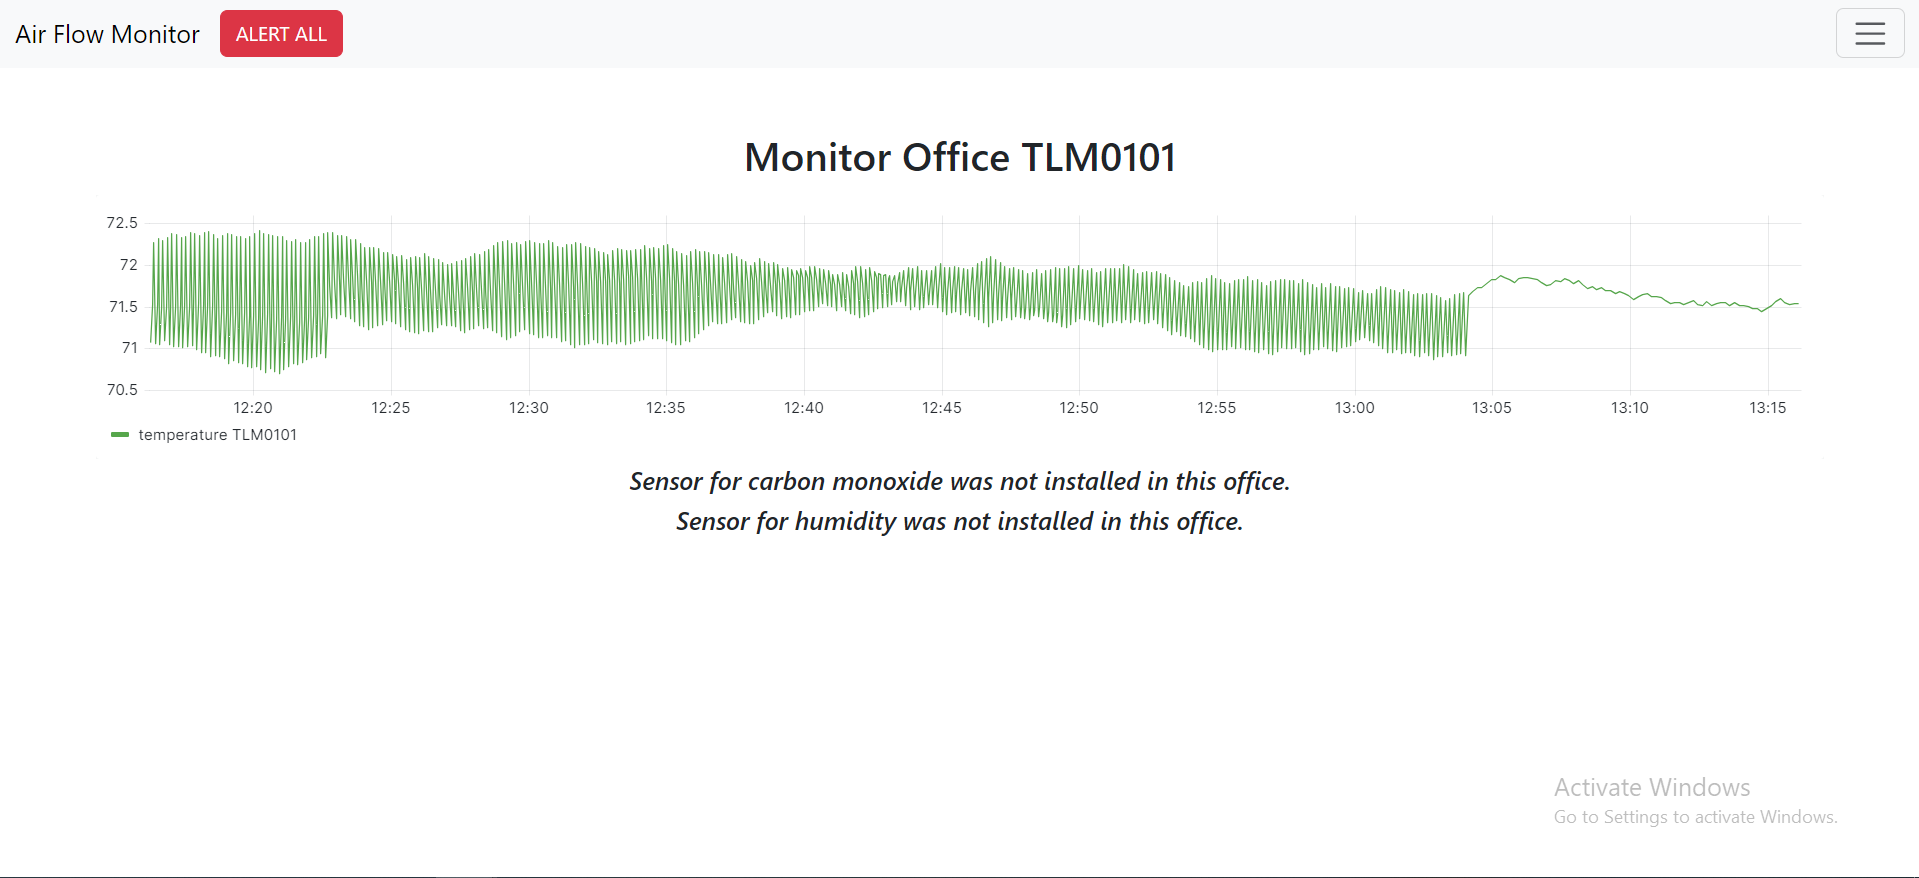 Air Flow Monitor ALERT ALL
Monitor Office TLM0101
72.5
72
71.5
71
70.5
12:20 12:25 12:30 12:35 12:40 12:45 12:50 12:55 13:00 13:05 13:10 13:15
temperature TLM0101
Sensor for carbon monoxide was not installed in this office.
Sensor for humidity was not installed in this office.
Activate Windows
Go to Settings to activate Windows.